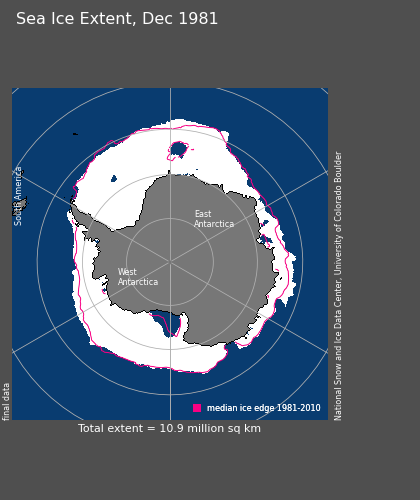 Sea Ice Extent, Dec 1981
South America
East
Antarctica
West
Antarctica
National Snow and Ice Data Center, University of Colorado Boulder
final data
median ice edge 1981-2010
Total extent = 10.9 million sq km